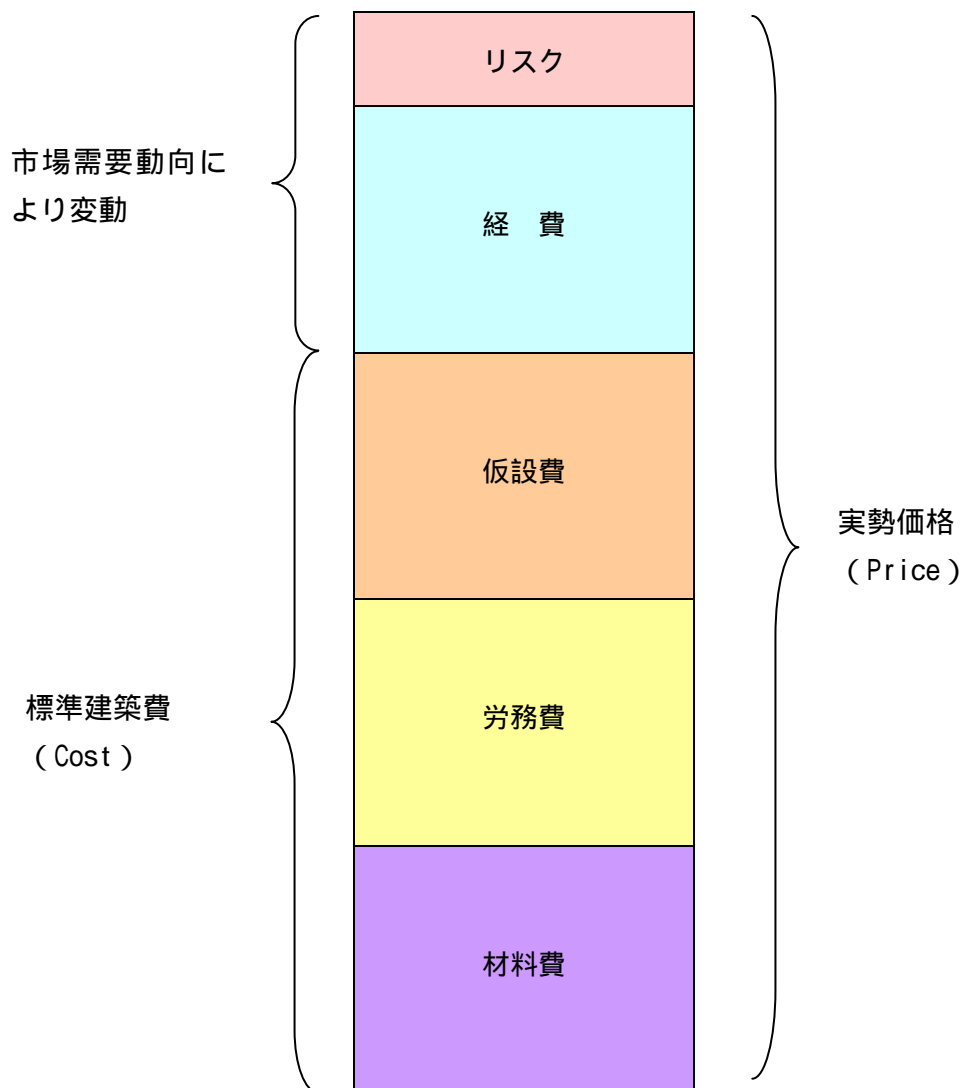 リスク
市場需要動向に
より変動
経　費
仮設費
実勢価格
（Price）
標準建築費
（Cost）
労務費
材料費